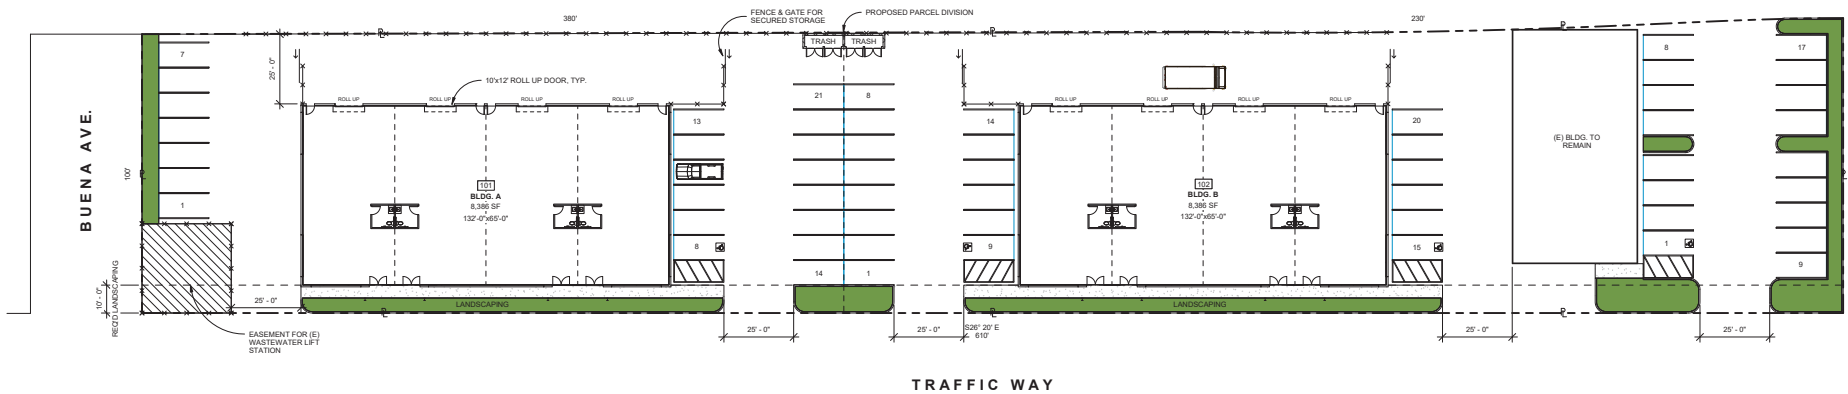 380'
FENCE & GATE FOR
SECURED STORAGE
PROPOSED PARCEL DIVISION
230'
BUENA AVE.
100'
7
1
25' - 0"
10'x12' ROLL UP DOOR, TYP.
ROLL UP
ROLL UP
ROLL UP
ROLL UP
101
BLDG. A
8,386 SF
132'-0"x65'-0"
13
8
TRASH
TRASH
21
8
14
1
14
9
ROLL UP
ROLL UP
ROLL UP
ROLL UP
102
BLDG. B
8,386 SF
132'-0"x65'-0"
20
15
(E) BLDG. TO
REMAIN
8
1
17
9
10' - 0"
REQ'D LANDSCAPING
25' - 0"
LANDSCAPING
LANDSCAPING
EASEMENT FOR (E)
WASTEWATER LIFT
STATION
25' - 0"
25' - 0"
S26° 20' E
610'
25' - 0"
25' - 0"
TRAFFIC WAY